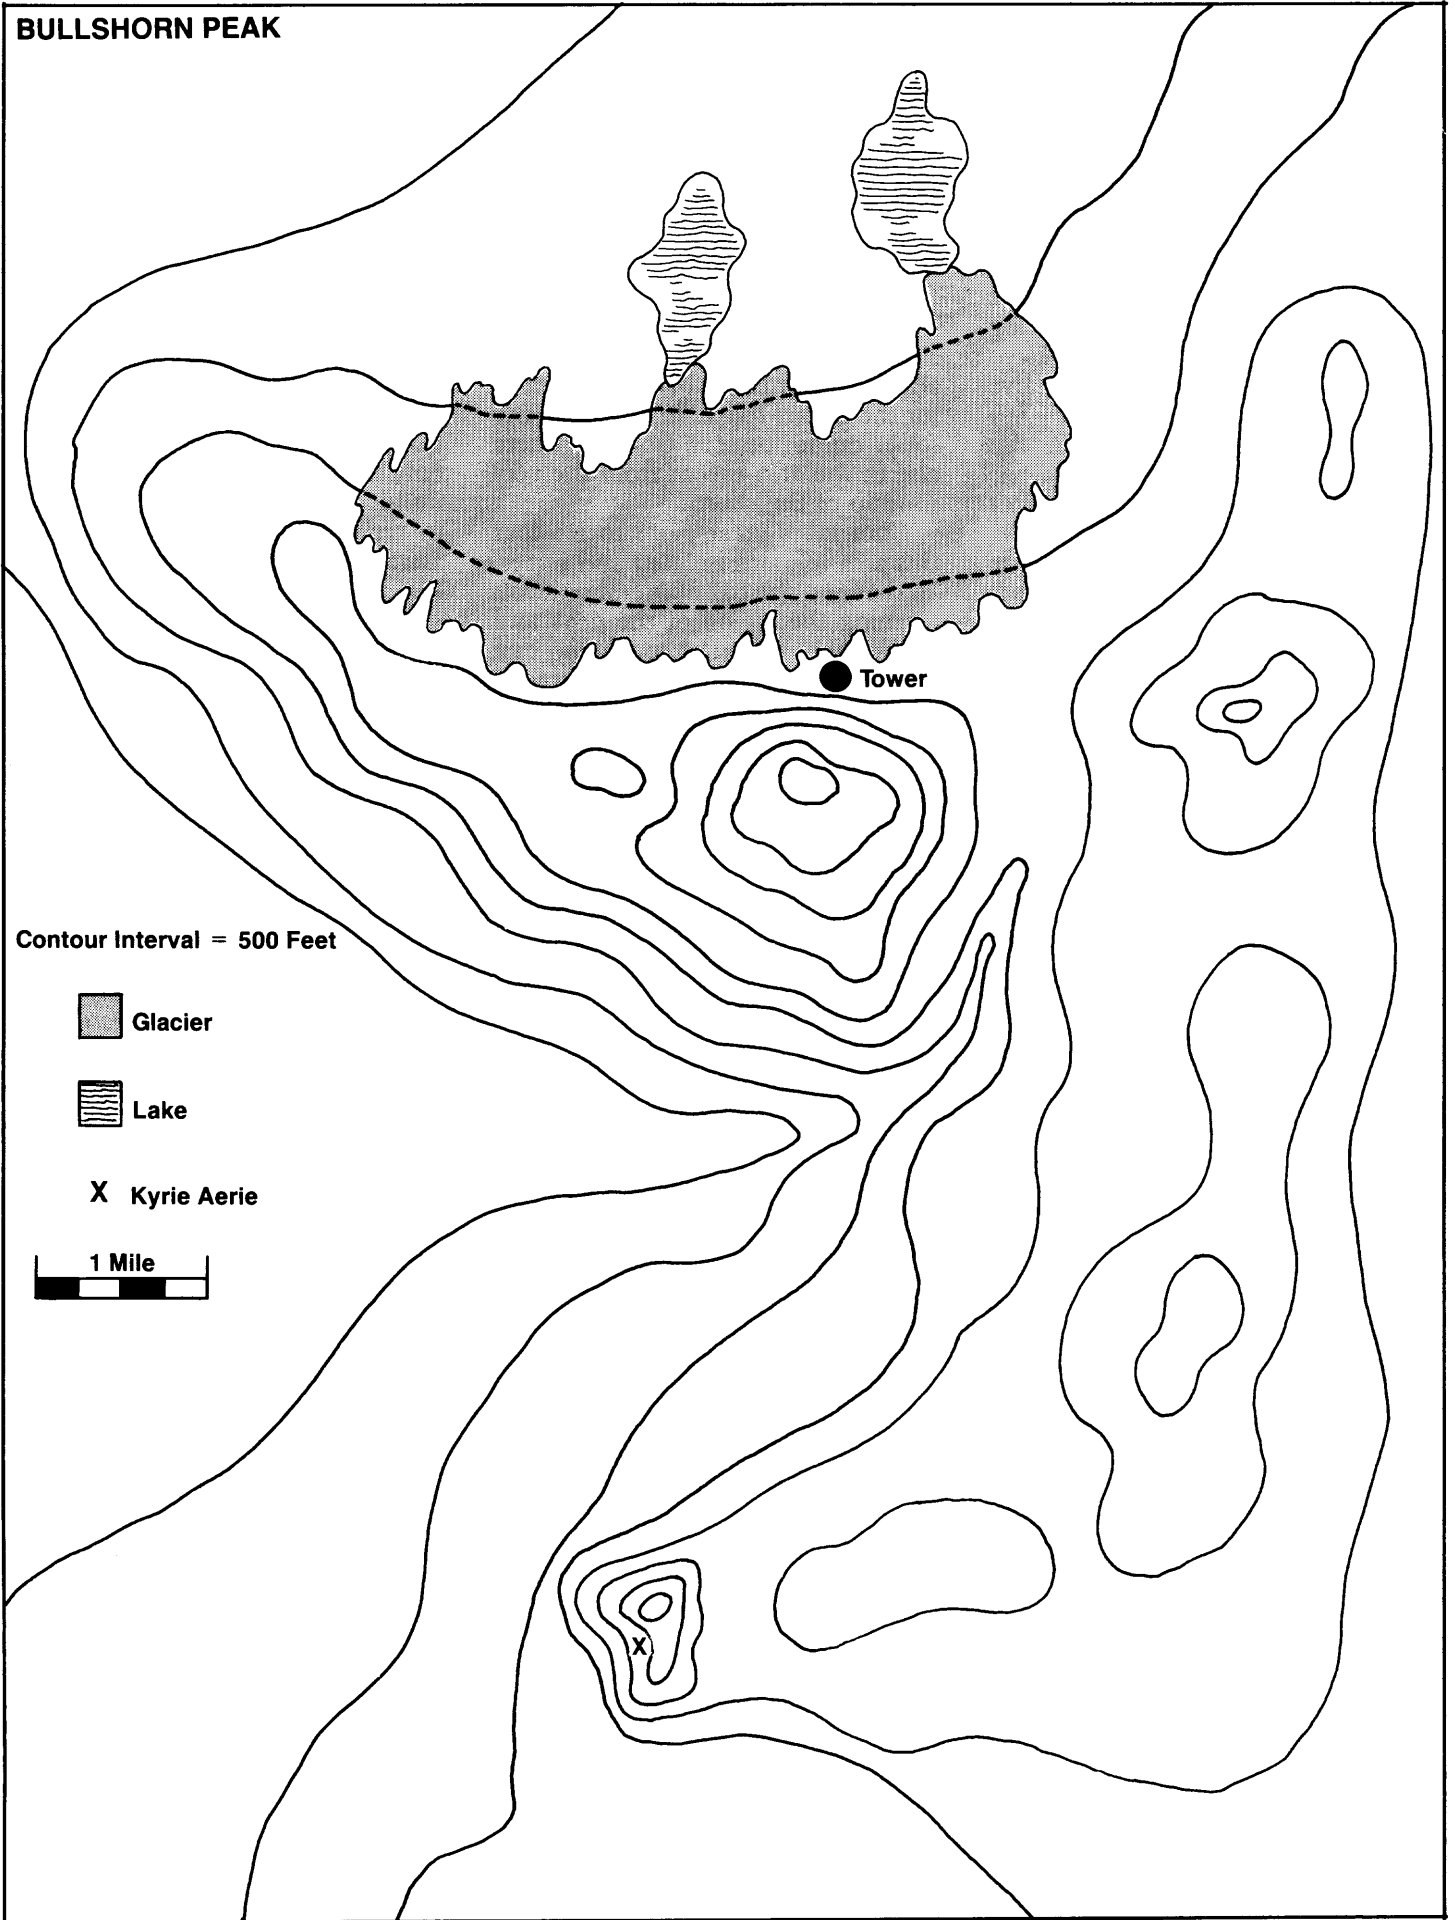 BULLSHORN PEAK
Tower
Contour Interval = 500 Feet
Glacier
Lake
X Kyrie Aerie
1 Mile
X